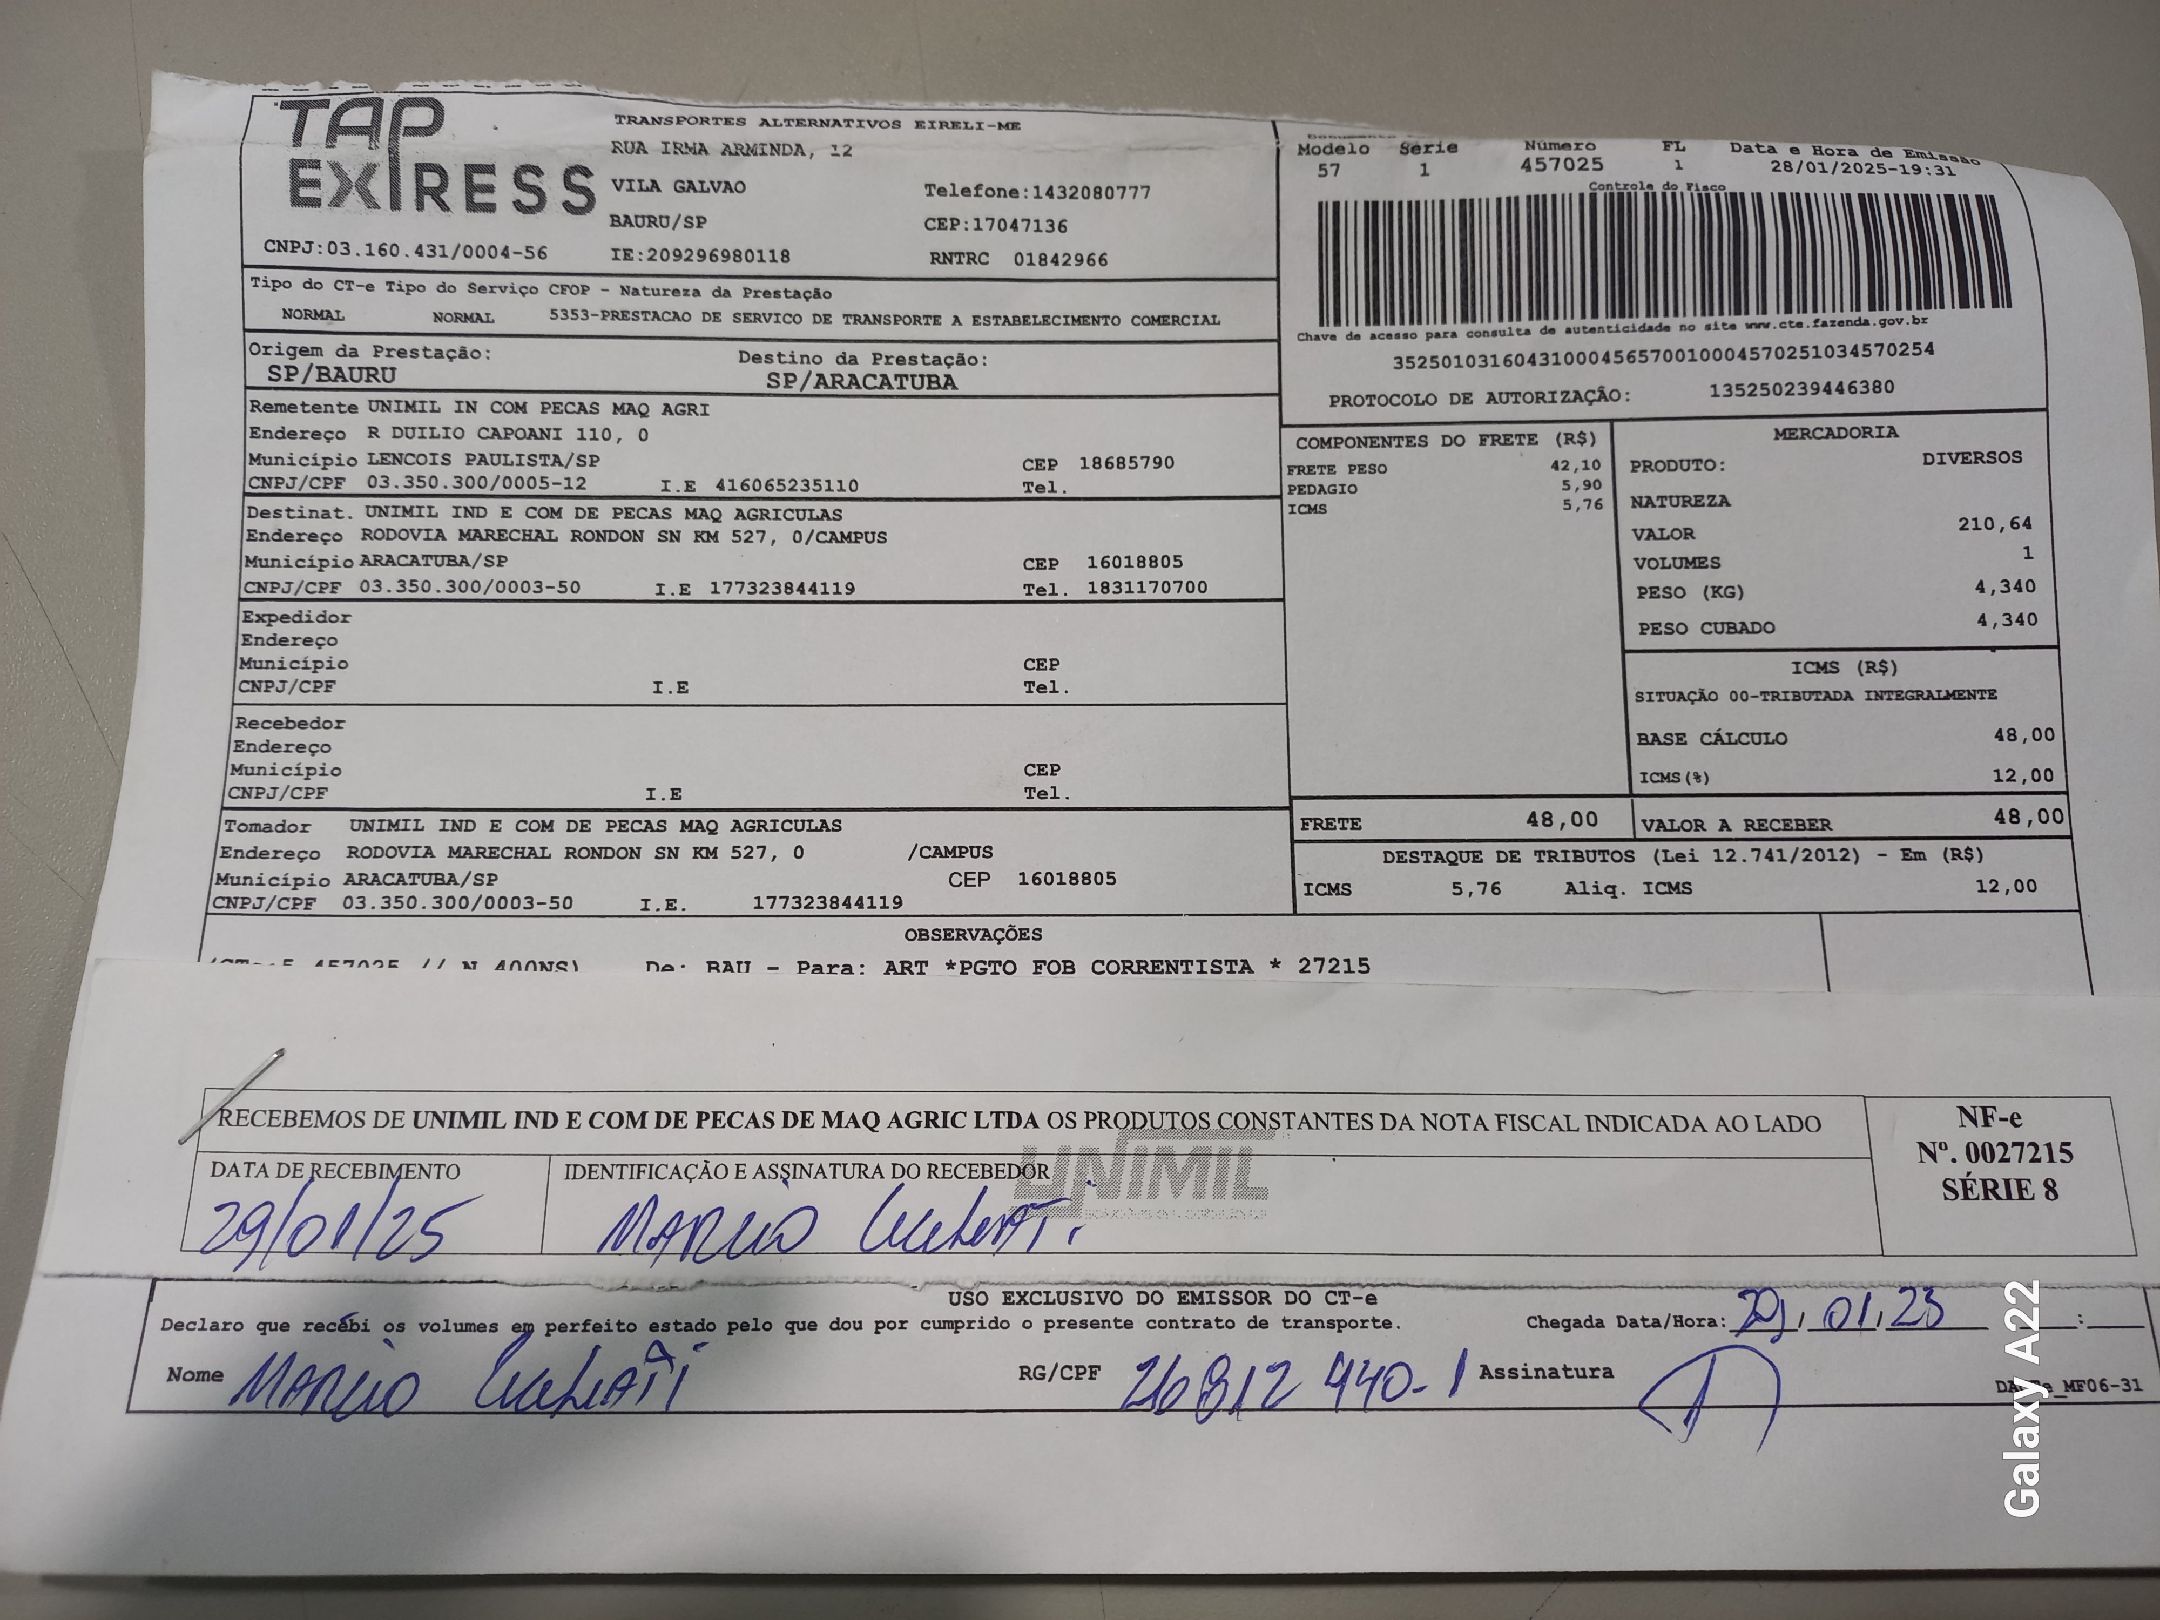 TAP EXPRESS
TRANSPORTES ALTERNATIVOS EIRELI-ME
RUA IRMA ARMINDA, 12
VILA GALVAO Telefone:1432080777
BAURU/SP CEP:17047136
CNPJ:03.160.431/0004-56 IE:209296980118 RNTRC 01842966
Modelo Série Número FL Data e Hora de Emissão
57 1 457025 1 28/01/2025-19:31
Controle do Fisco
Chave de acesso para consulta de autenticidade no site www.cte.fazenda.gov.br
35250103160431000456570010004570251034570254
PROTOCOLO DE AUTORIZAÇÃO: 135250239446380
Tipo do CT-e Tipo do Serviço CFOP - Natureza da Prestação
NORMAL NORMAL 5353-PRESTACAO DE SERVICO DE TRANSPORTE A ESTABELECIMENTO COMERCIAL
Origem da Prestação: Destino da Prestação:
SP/BAURU SP/ARACATUBA
Remetente UNIMIL IN COM PECAS MAQ AGRI
Endereço R DUILIO CAPOANI 110, 0
Município LENCOIS PAULISTA/SP CEP 18685790
CNPJ/CPF 03.350.300/0005-12 I.E 416065235110 Tel.
Destinat. UNIMIL IND E COM DE PECAS MAQ AGRICULAS
Endereço RODOVIA MARECHAL RONDON SN KM 527, 0/CAMPUS
Município ARACATUBA/SP CEP 16018805
CNPJ/CPF 03.350.300/0003-50 I.E 177323844119 Tel. 1831170700
Expedidor
Endereço
Município CEP
CNPJ/CPF I.E Tel.
Recebedor
Endereço
Município CEP
CNPJ/CPF I.E Tel.
Tomador UNIMIL IND E COM DE PECAS MAQ AGRICULAS
Endereço RODOVIA MARECHAL RONDON SN KM 527, 0 /CAMPUS
Município ARACATUBA/SP CEP 16018805
CNPJ/CPF 03.350.300/0003-50 I.E. 177323844119
COMPONENTES DO FRETE (R$)
FRETE PESO 42,10
PEDAGIO 5,90
ICMS 5,76
MERCADORIA
PRODUTO: DIVERSOS
NATUREZA
VALOR 210,64
VOLUMES 1
PESO (KG) 4,340
PESO CUBADO 4,340
ICMS (R$)
SITUAÇÃO 00-TRIBUTADA INTEGRALMENTE
BASE CÁLCULO 48,00
ICMS(%) 12,00
FRETE 48,00 VALOR A RECEBER 48,00
DESTAQUE DE TRIBUTOS (Lei 12.741/2012) - Em (R$)
ICMS 5,76 Aliq. ICMS 12,00
OBSERVAÇÕES
457025 // N 400NS) De: BAU - Para: ART *PGTO FOB CORRENTISTA * 27215
RECEBEMOS DE UNIMIL IND E COM DE PECAS DE MAQ AGRIC LTDA OS PRODUTOS CONSTANTES DA NOTA FISCAL INDICADA AO LADO
NF-e
Nº. 0027215
SÉRIE 8
DATA DE RECEBIMENTO IDENTIFICAÇÃO E ASSINATURA DO RECEBEDOR
UNIMIL
29/01/25 MARCIO
USO EXCLUSIVO DO EMISSOR DO CT-e
Declaro que recebi os volumes em perfeito estado pelo que dou por cumprido o presente contrato de transporte. Chegada Data/Hora: 29/01/25 :
Nome MARCIO RG/CPF 26812440-1 Assinatura
MF06-31
Galaxy A22